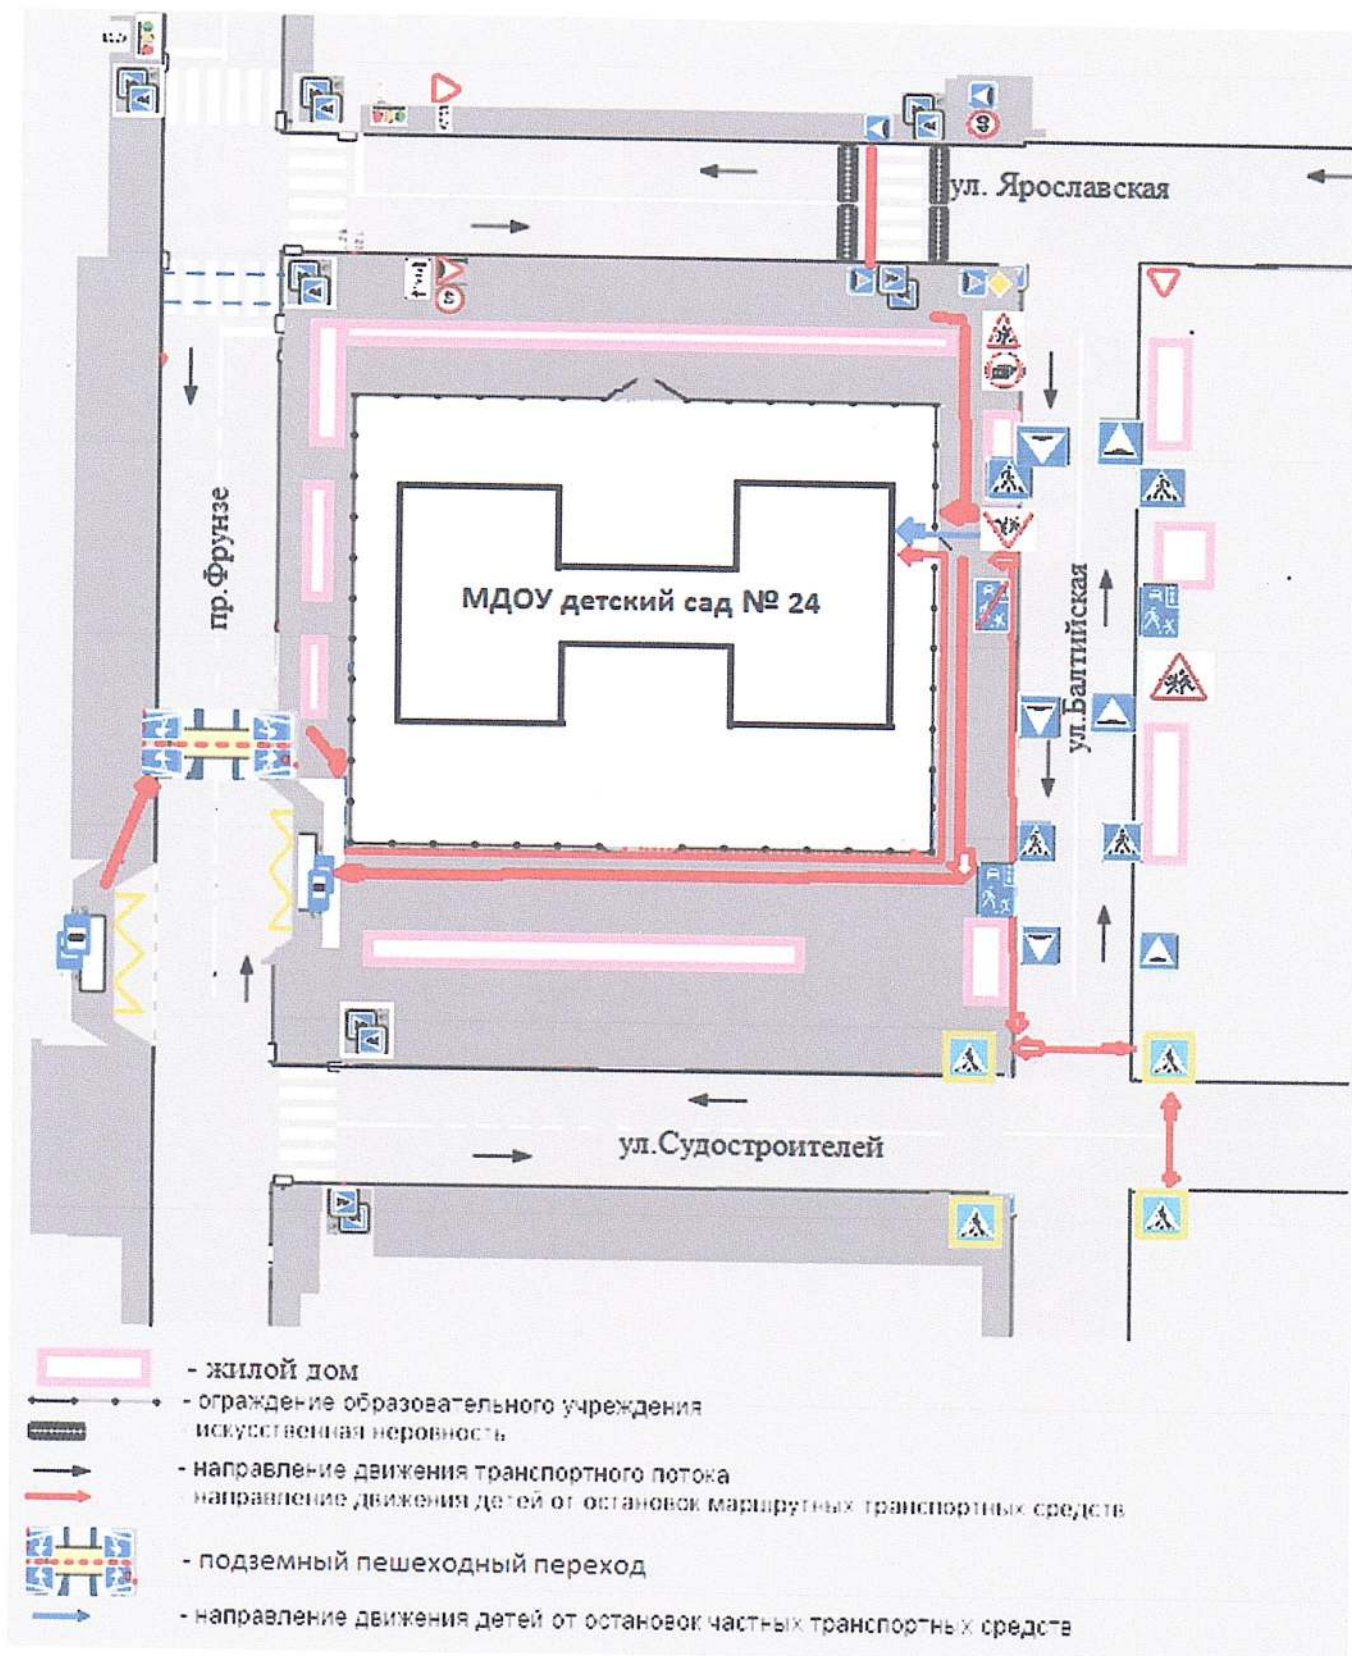 ул. Ярославская
40
40
пр.Фрунзе
МДОУ детский сад № 24
ул.Балтийская
ул.Судостроителей
- жилой дом
- ограждение образовательного учреждения
- искусственная неровность
- направление движения транспортного потока
- направление движения детей от остановок маршрутных транспортных средств
- подземный пешеходный переход
- направление движения детей от остановок частных транспортных средств